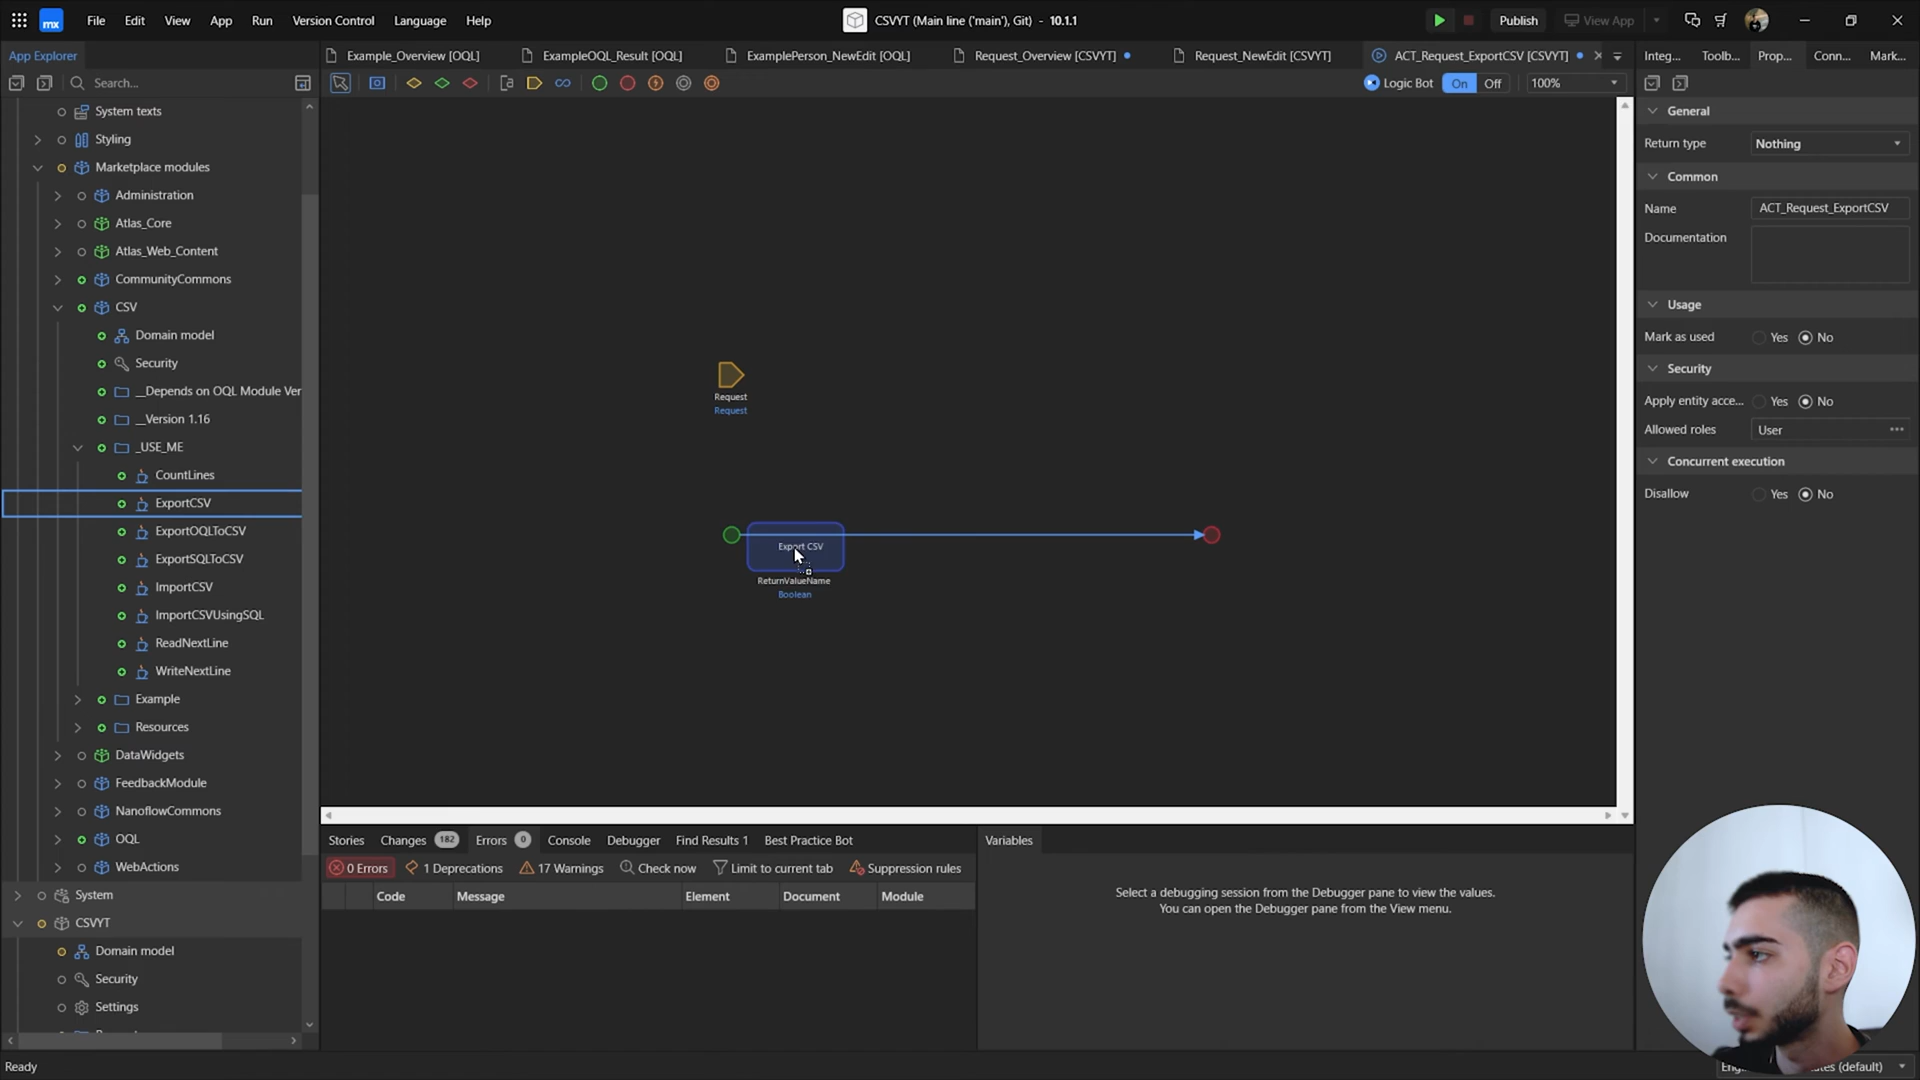 mx File Edit View App Run Version Control Language Help
CSVYT (Main line ('main'), Git) - 10.1.1
Publish View App
App Explorer
Example_Overview [OQL] ExampleOQL_Result [OQL] ExamplePerson_NewEdit [OQL] Request_Overview [CSVYT] Request_NewEdit [CSVYT] ACT_Request_ExportCSV [CSVYT]
Integ... Toolb... Prop... Conn... Mark...
Search...
Logic Bot On Off 100%
System texts
Styling
Marketplace modules
Administration
Atlas_Core
Atlas_Web_Content
CommunityCommons
CSV
Domain model
Security
__Depends on OQL Module Ver
__Version 1.16
_USE_ME
CountLines
ExportCSV
ExportOQLToCSV
ExportSQLToCSV
ImportCSV
ImportCSVUsingSQL
ReadNextLine
WriteNextLine
Example
Resources
DataWidgets
FeedbackModule
NanoflowCommons
OQL
WebActions
System
CSVYT
Domain model
Security
Settings
Request
Request
Export CSV
ReturnValueName
Boolean
General
Return type Nothing
Common
Name ACT_Request_ExportCSV
Documentation
Usage
Mark as used Yes No
Security
Apply entity acce... Yes No
Allowed roles User ...
Concurrent execution
Disallow Yes No
Stories Changes 182 Errors 0 Console Debugger Find Results 1 Best Practice Bot
0 Errors 1 Deprecations 17 Warnings Check now Limit to current tab Suppression rules
Code Message Element Document Module
Variables
Select a debugging session from the Debugger pane to view the values.
You can open the Debugger pane from the View menu.
Ready
(default)